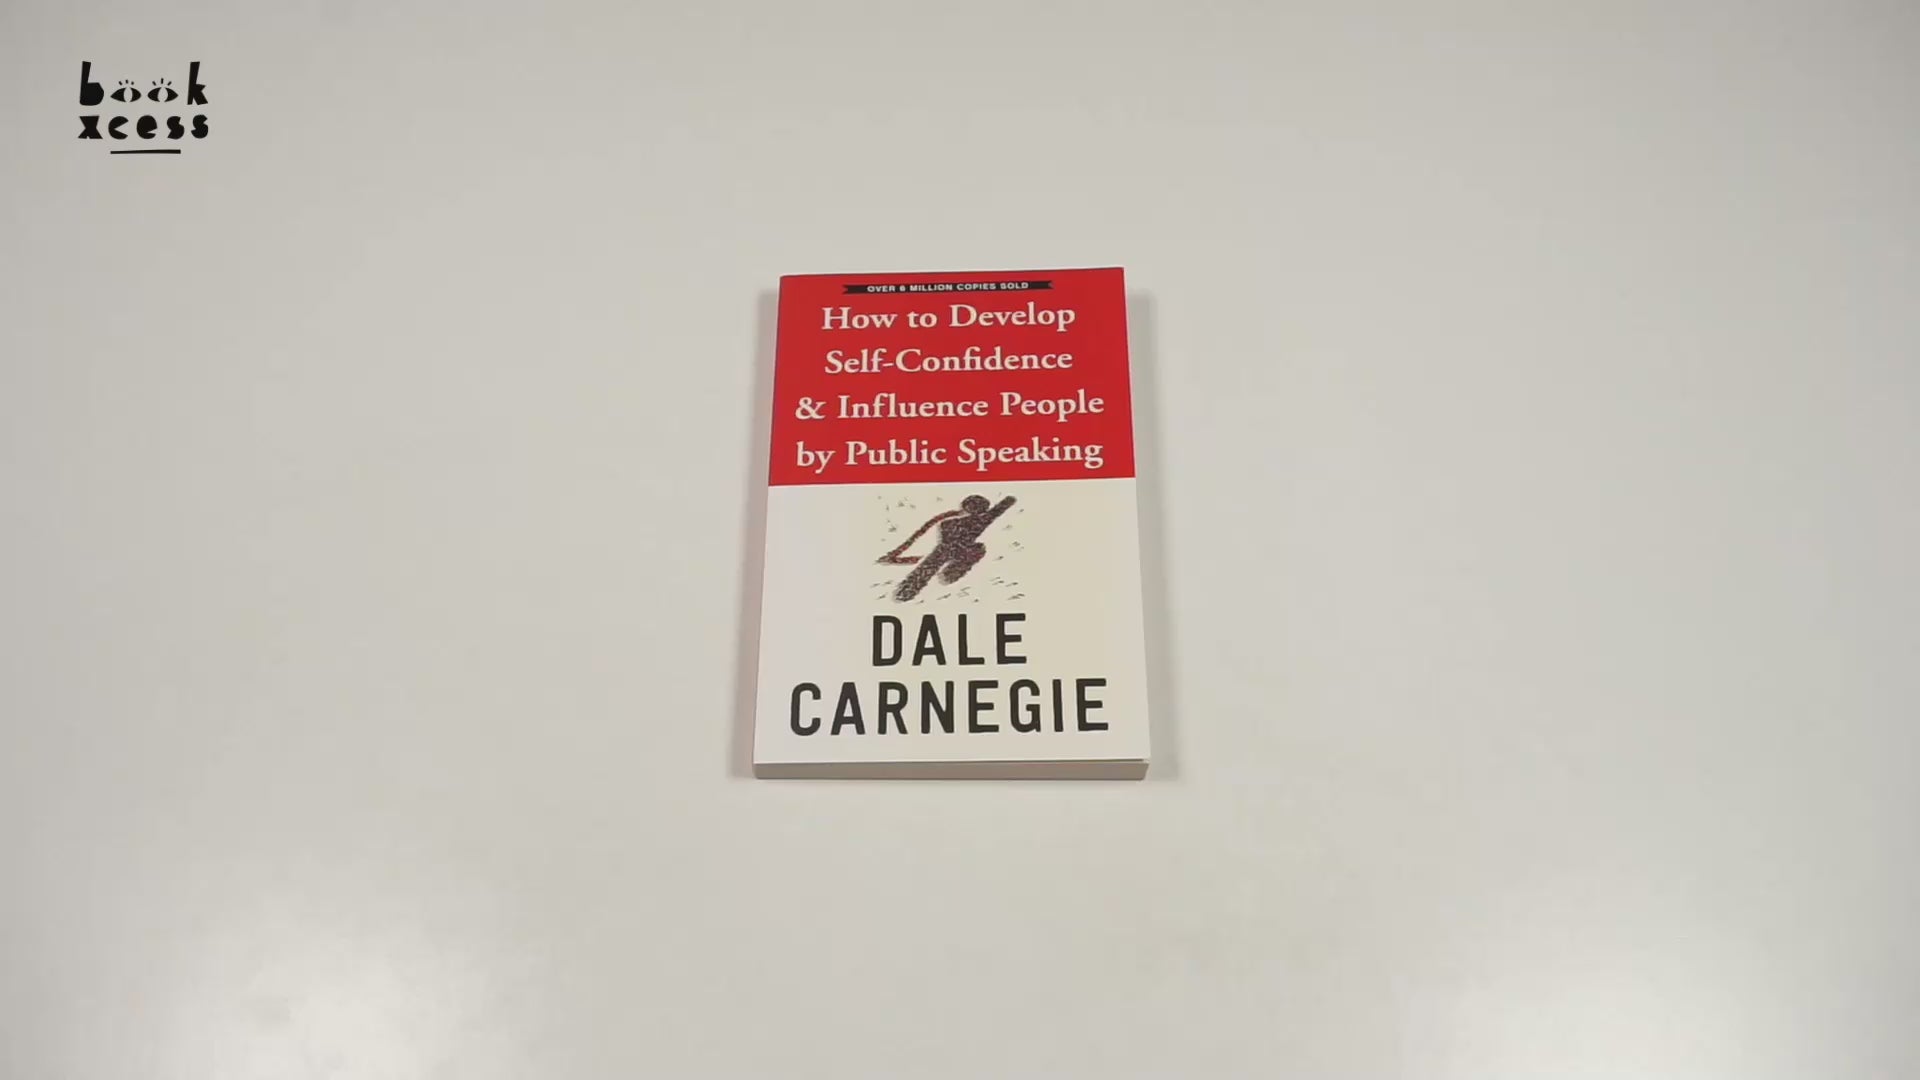 book
xcess
OVER 6 MILLION COPIES SOLD
How to Develop
Self-Confidence
& Influence People
by Public Speaking
DALE
CARNEGIE